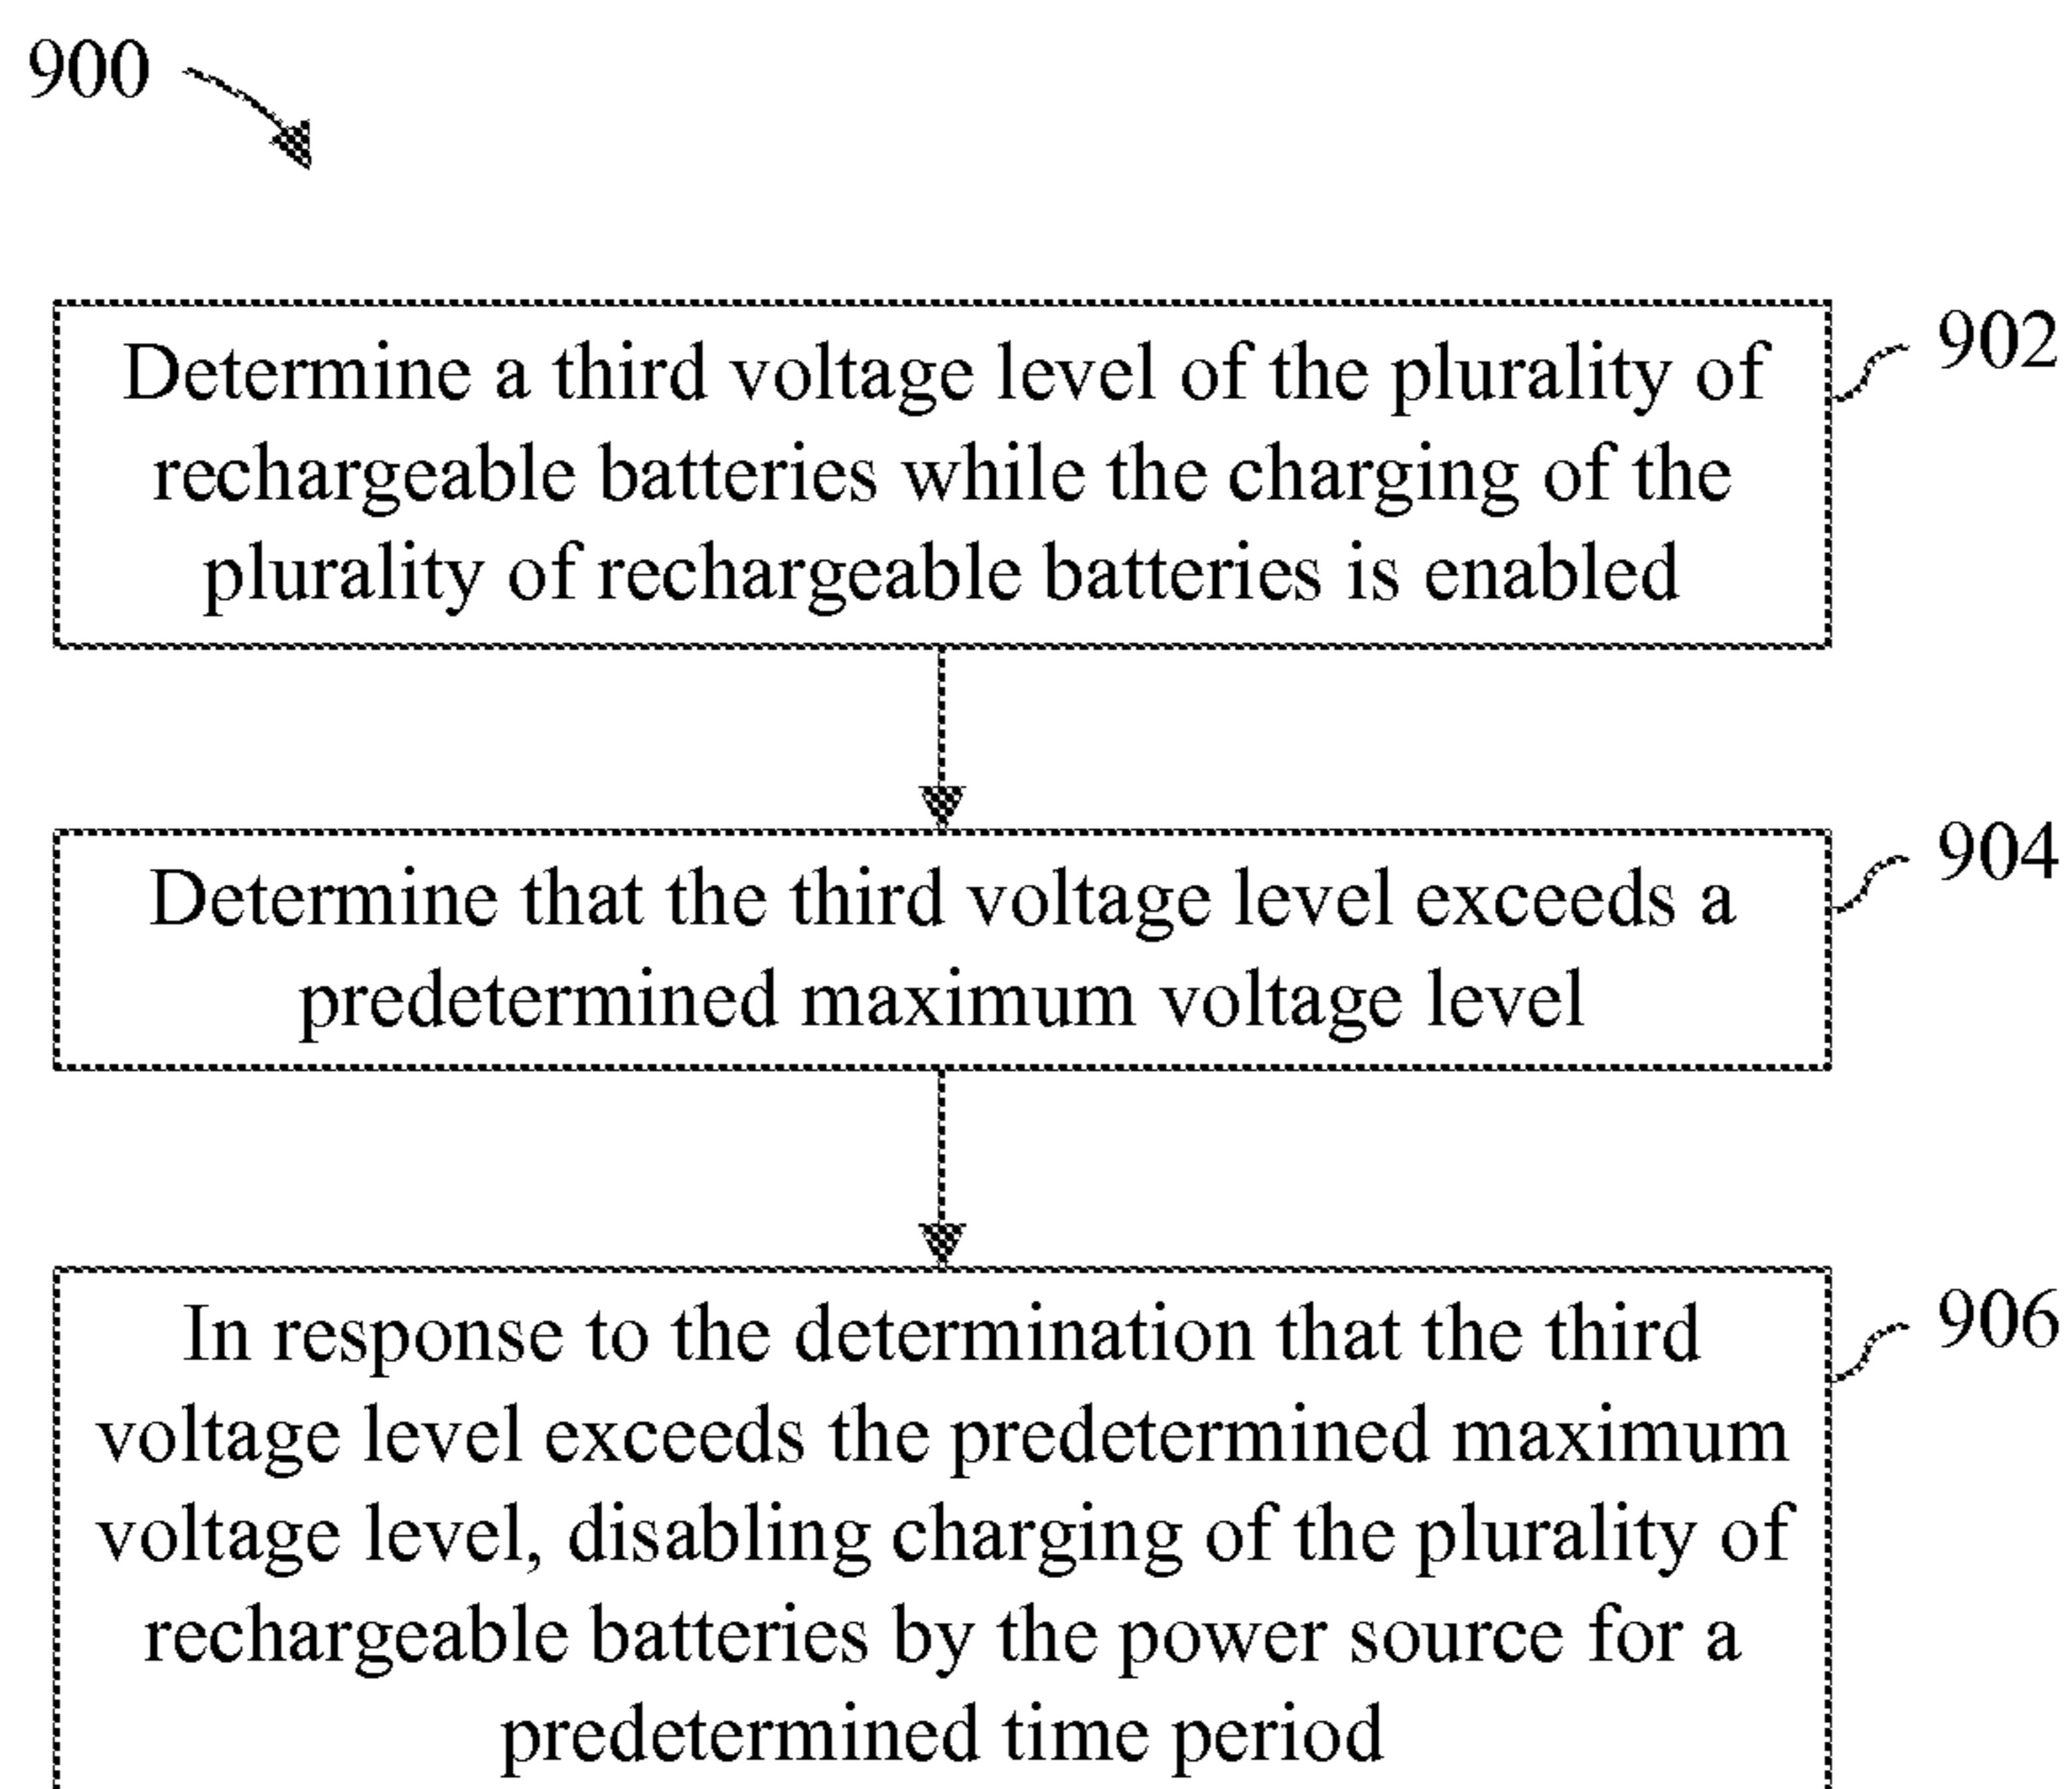 900
902
Determine a third voltage level of the plurality of
rechargeable batteries while the charging of the
plurality of rechargeable batteries is enabled
904
Determine that the third voltage level exceeds a
predetermined maximum voltage level
906
In response to the determination that the third
voltage level exceeds the predetermined maximum
voltage level, disabling charging of the plurality of
rechargeable batteries by the power source for a
predetermined time period